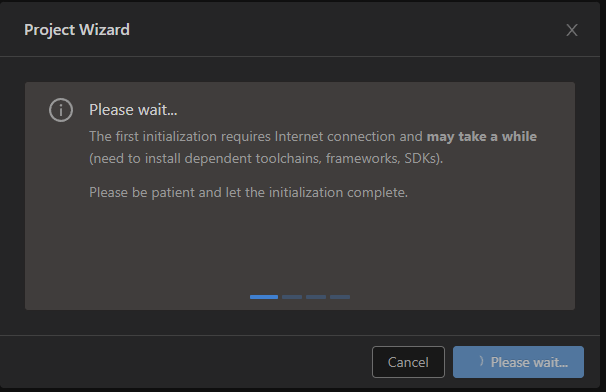 Project Wizard
Please wait...
The first initialization requires Internet connection and may take a while
(need to install dependent toolchains, frameworks, SDKs).
Please be patient and let the initialization complete.
Cancel
Please wait...